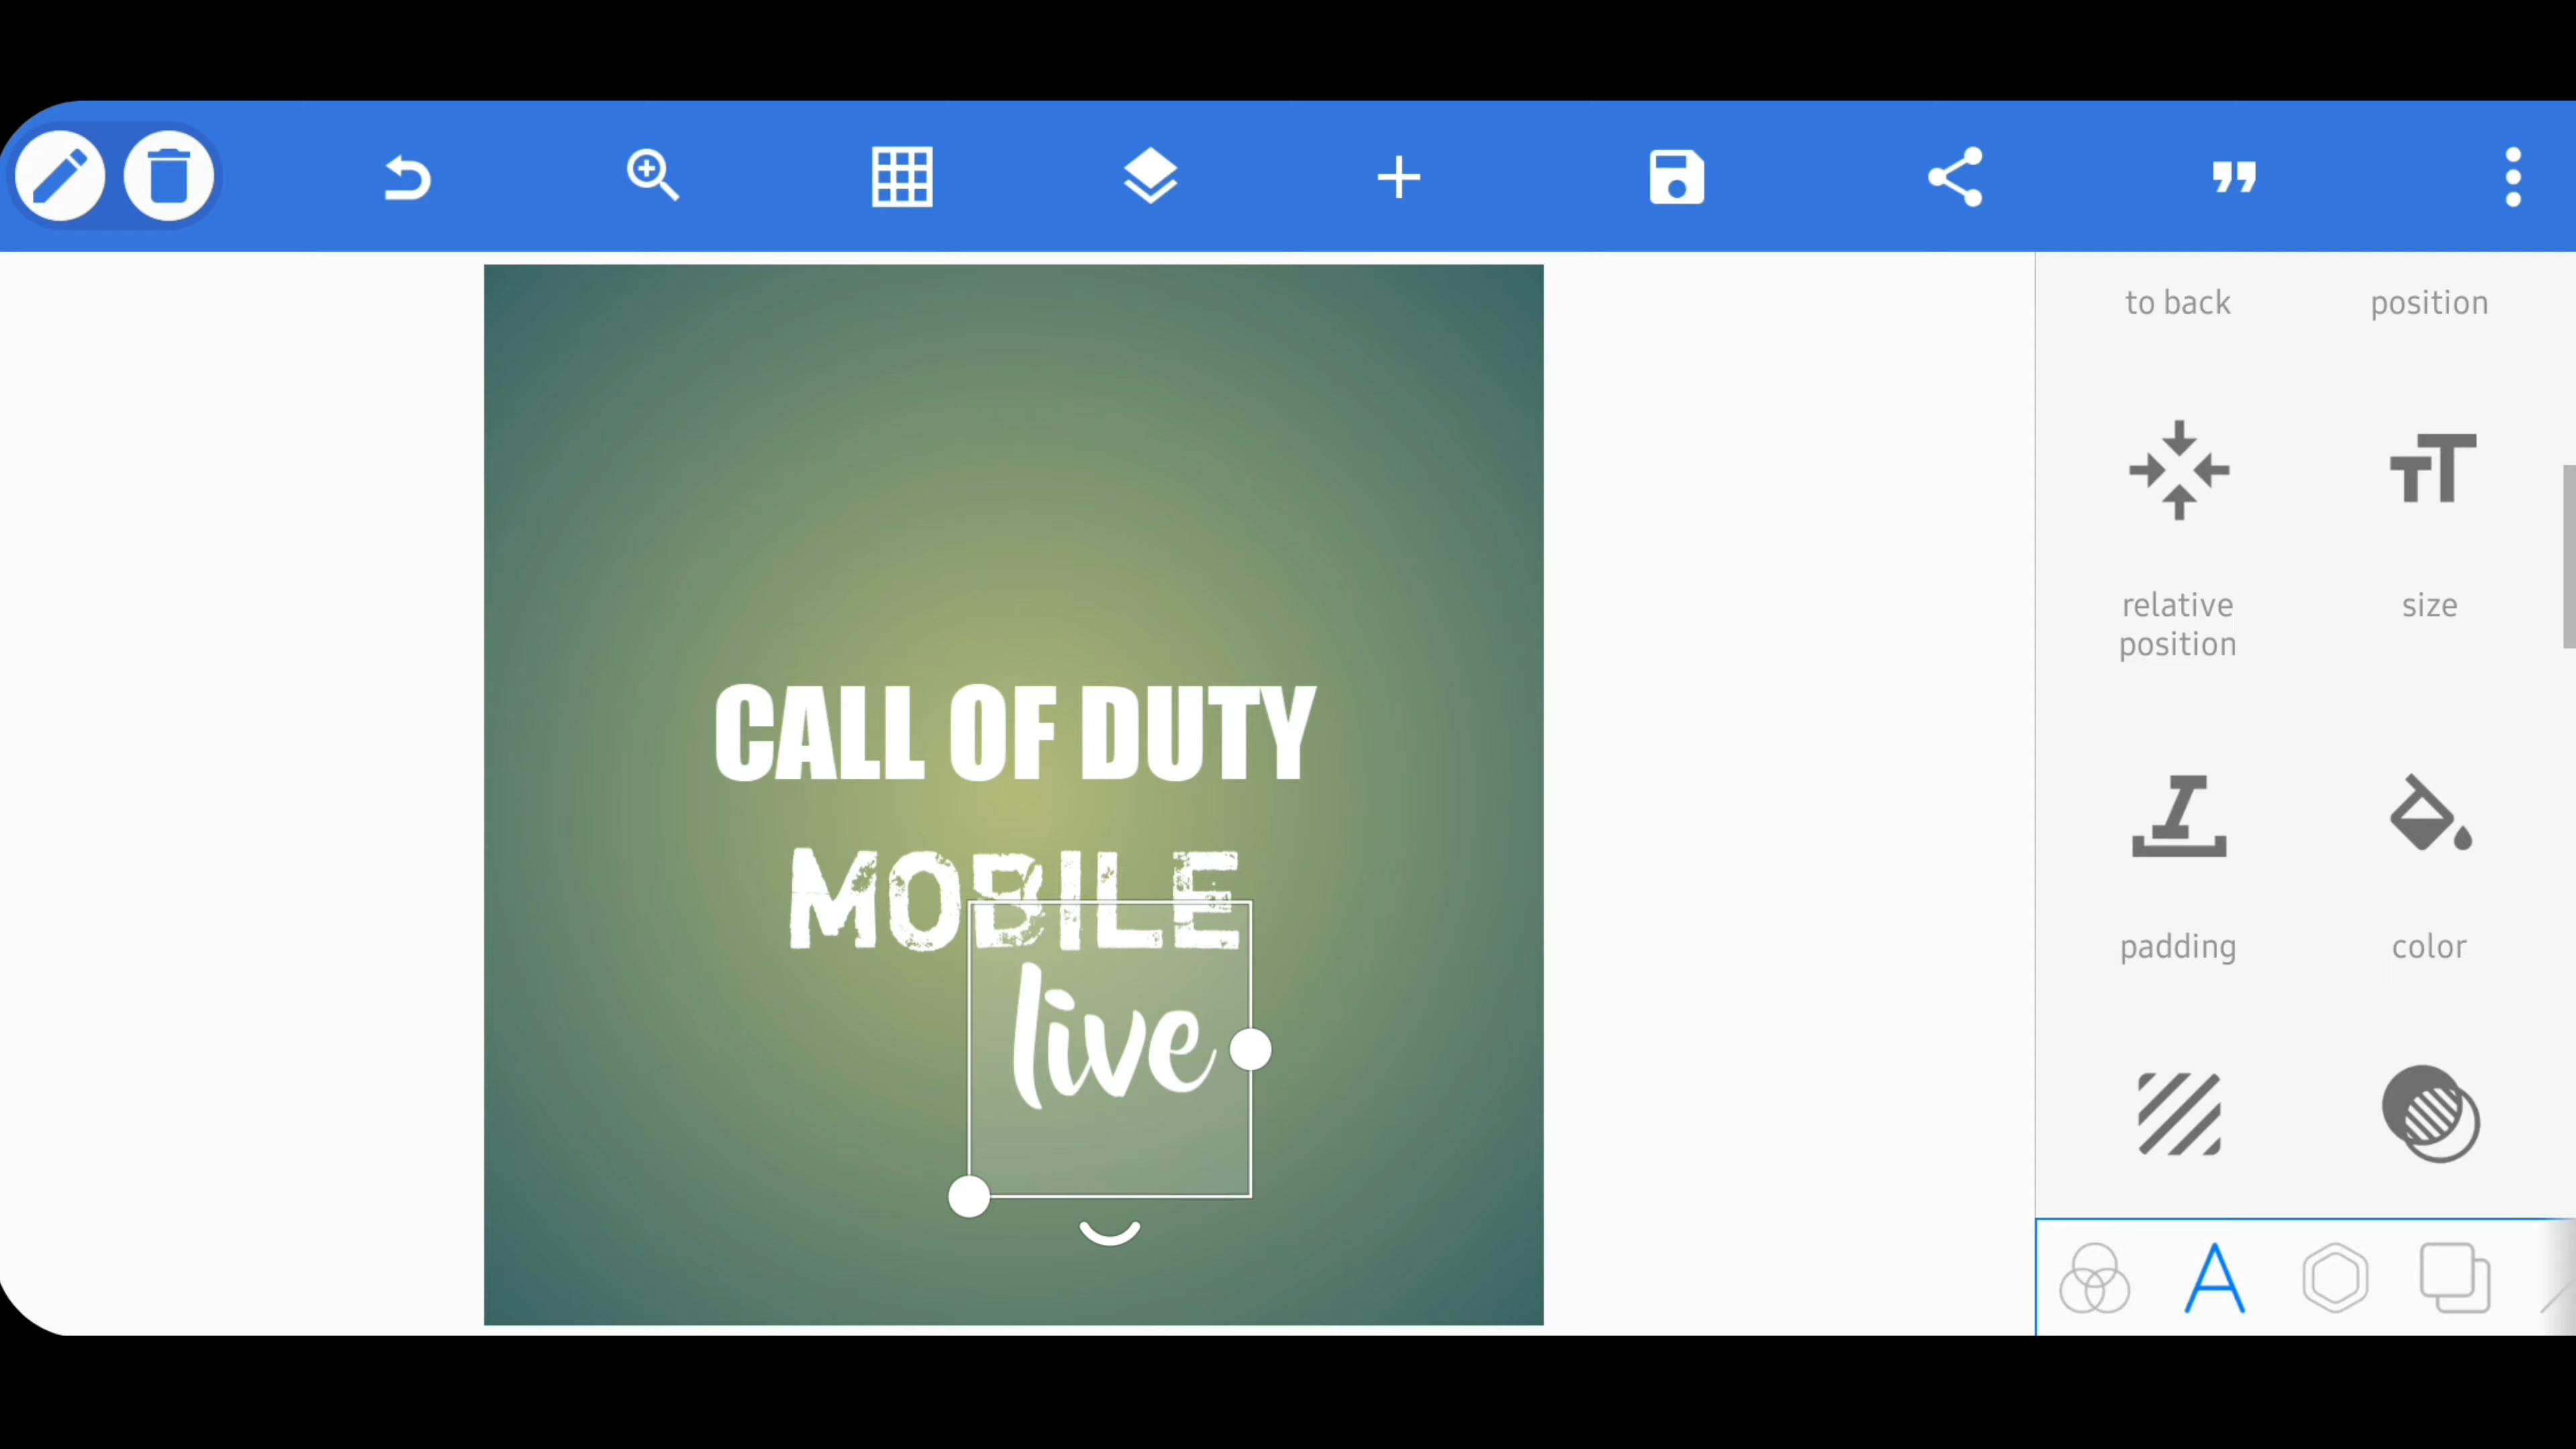 to back
position
relative
position
size
padding
color
CALL OF DUTY
MOBILE
live